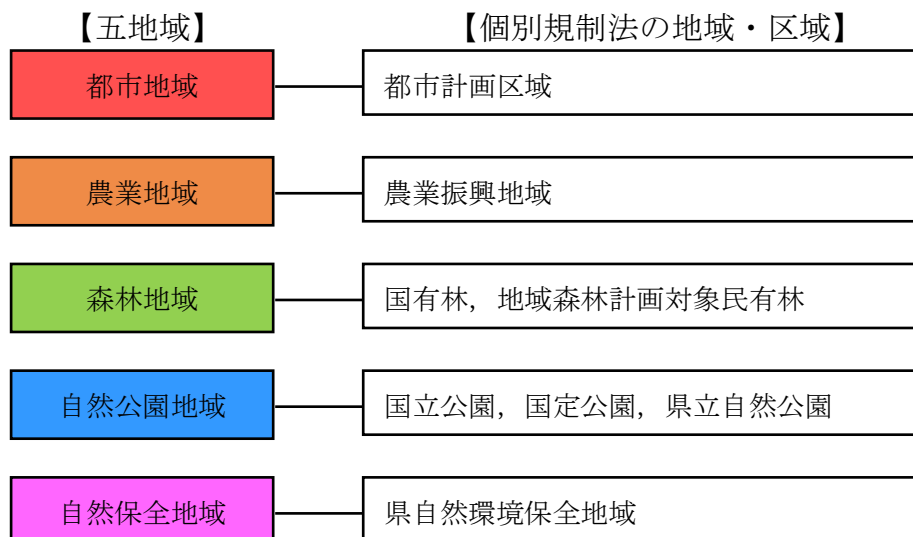 【五地域】 【個別規制法の地域・区域】
都市地域 都市計画区域
農業地域 農業振興地域
森林地域 国有林，地域森林計画対象民有林
自然公園地域 国立公園，国定公園，県立自然公園
自然保全地域 県自然環境保全地域